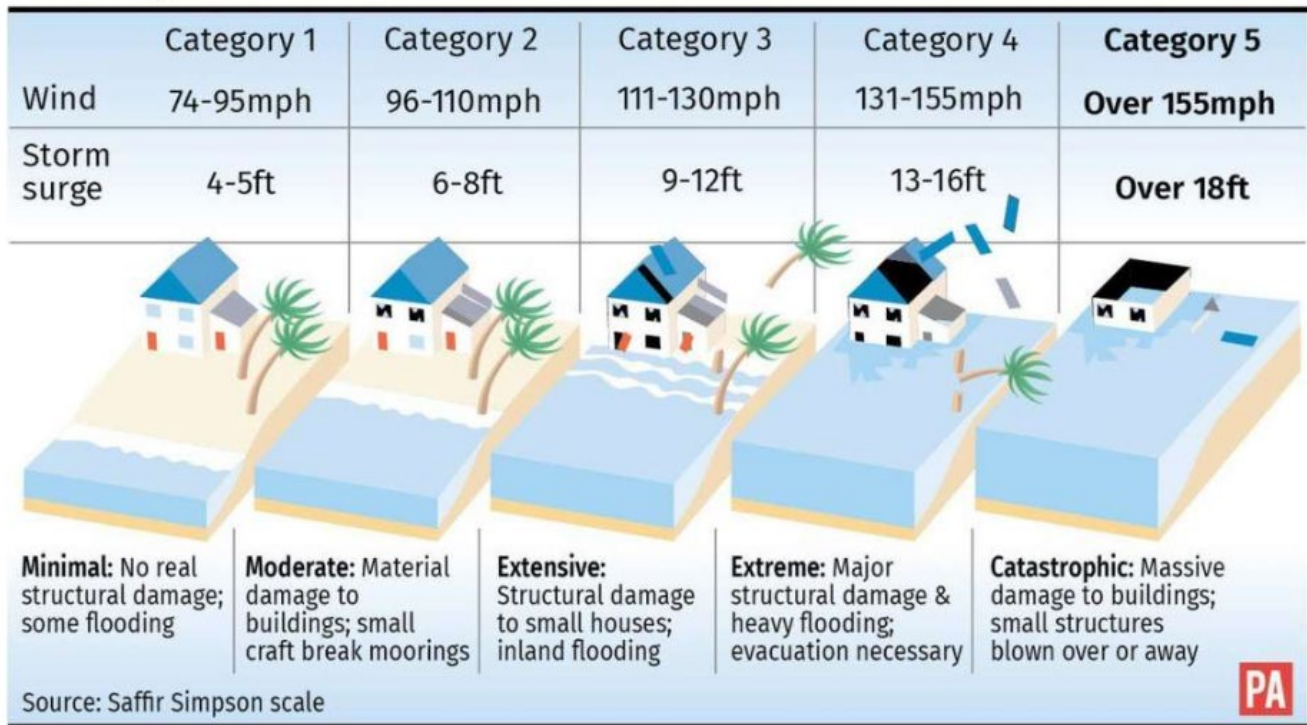 Category 1 Category 2 Category 3 Category 4 Category 5
Wind 74-95mph 96-110mph 111-130mph 131-155mph Over 155mph
Storm
surge 4-5ft 6-8ft 9-12ft 13-16ft Over 18ft
Minimal: No real
structural damage;
some flooding
Moderate: Material
damage to
buildings; small
craft break moorings
Extensive:
Structural damage
to small houses;
inland flooding
Extreme: Major
structural damage &
heavy flooding;
evacuation necessary
Catastrophic: Massive
damage to buildings;
small structures
blown over or away
Source: Saffir Simpson scale
PA